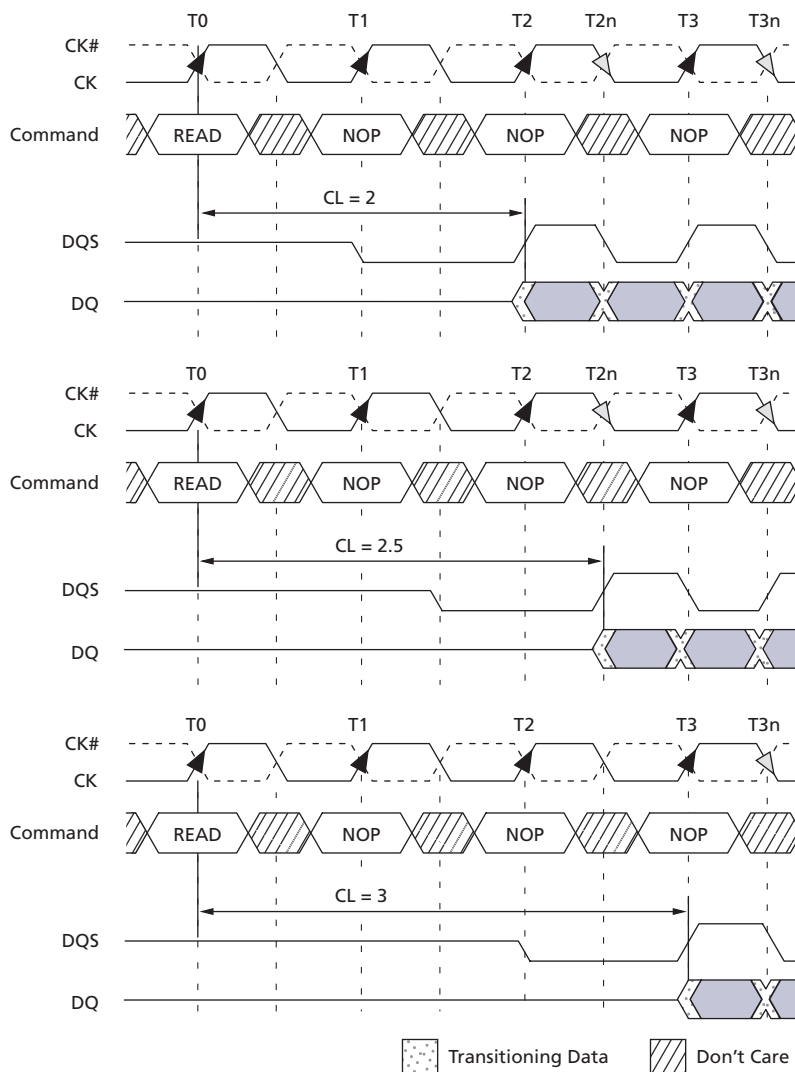 T0 T1 T2 T2n T3 T3n
CK#
CK
Command READ NOP NOP NOP
CL = 2
DQS
DQ
T0 T1 T2 T2n T3 T3n
CK#
CK
Command READ NOP NOP NOP
CL = 2.5
DQS
DQ
T0 T1 T2 T3 T3n
CK#
CK
Command READ NOP NOP NOP
CL = 3
DQS
DQ
Transitioning Data Don't Care